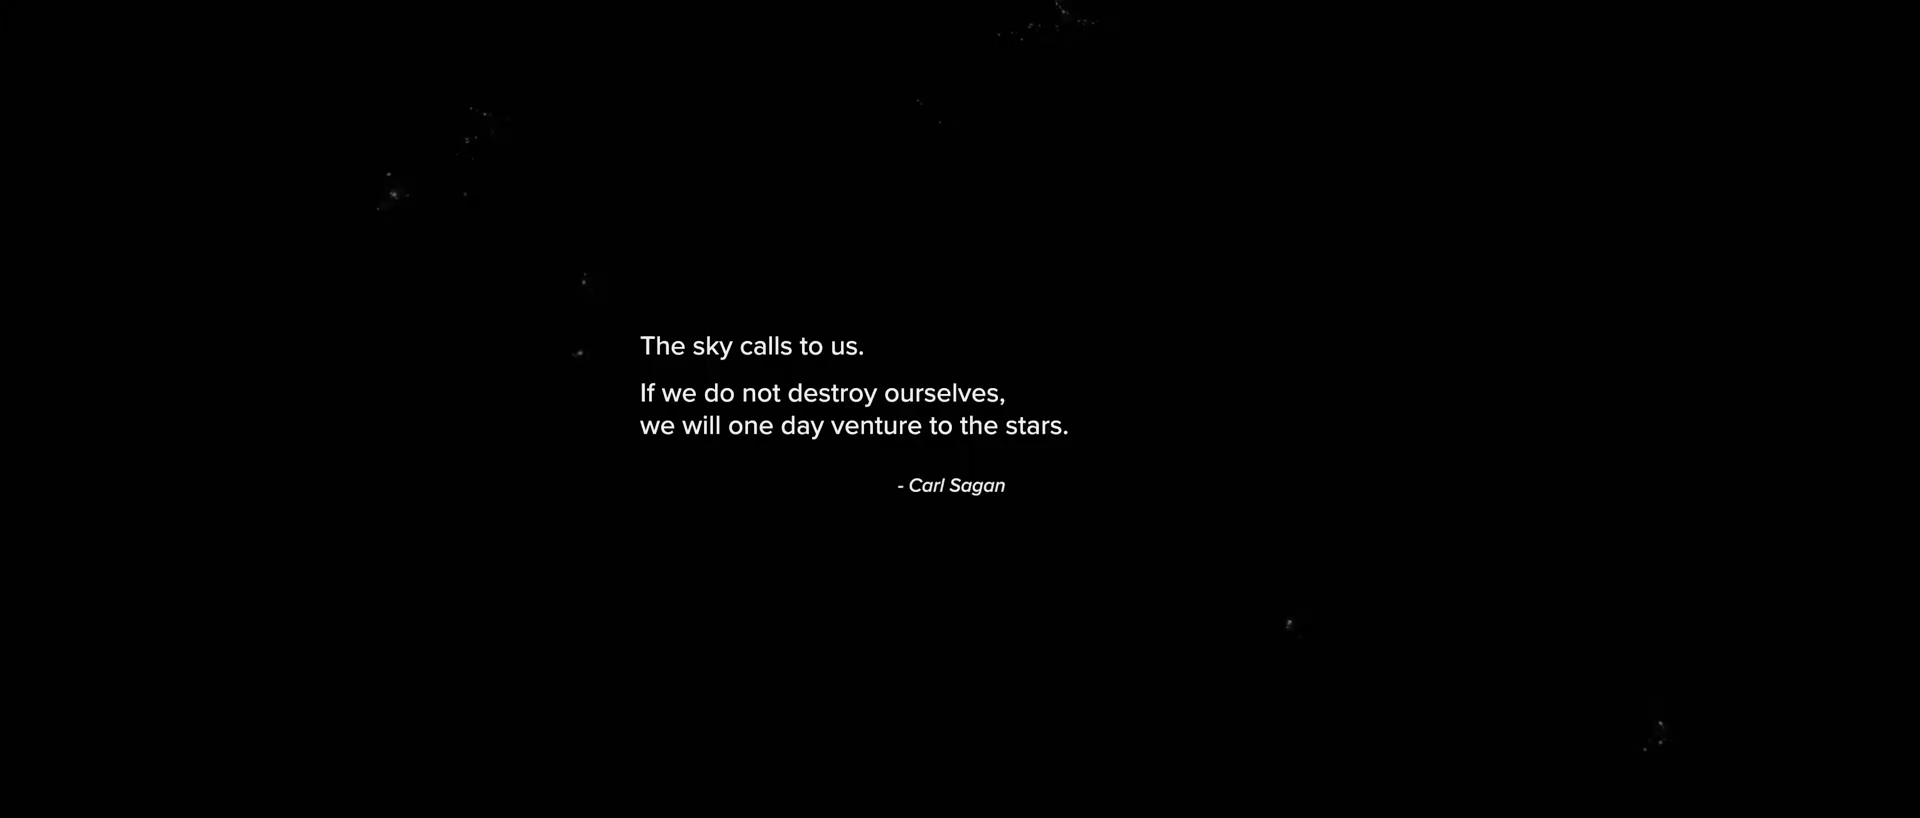 The sky calls to us.
If we do not destroy ourselves,
we will one day venture to the stars.
- Carl Sagan